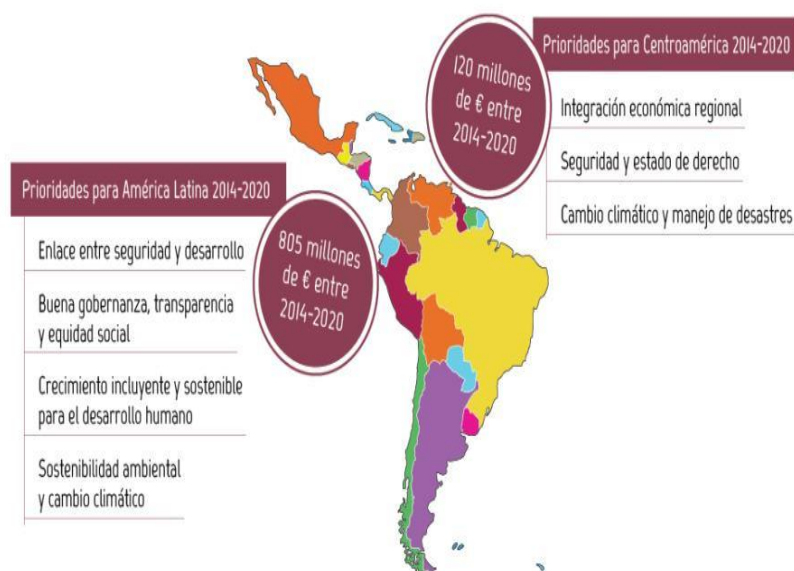 Prioridades para Centroamérica 2014-2020
120 millones
de € entre
2014-2020
Integración económica regional
Seguridad y estado de derecho
Cambio climático y manejo de desastres
Prioridades para América Latina 2014-2020
805 millones
de € entre
2014-2020
Enlace entre seguridad y desarrollo
Buena gobernanza, transparencia
y equidad social
Crecimiento incluyente y sostenible
para el desarrollo humano
Sostenibilidad ambiental
y cambio climático